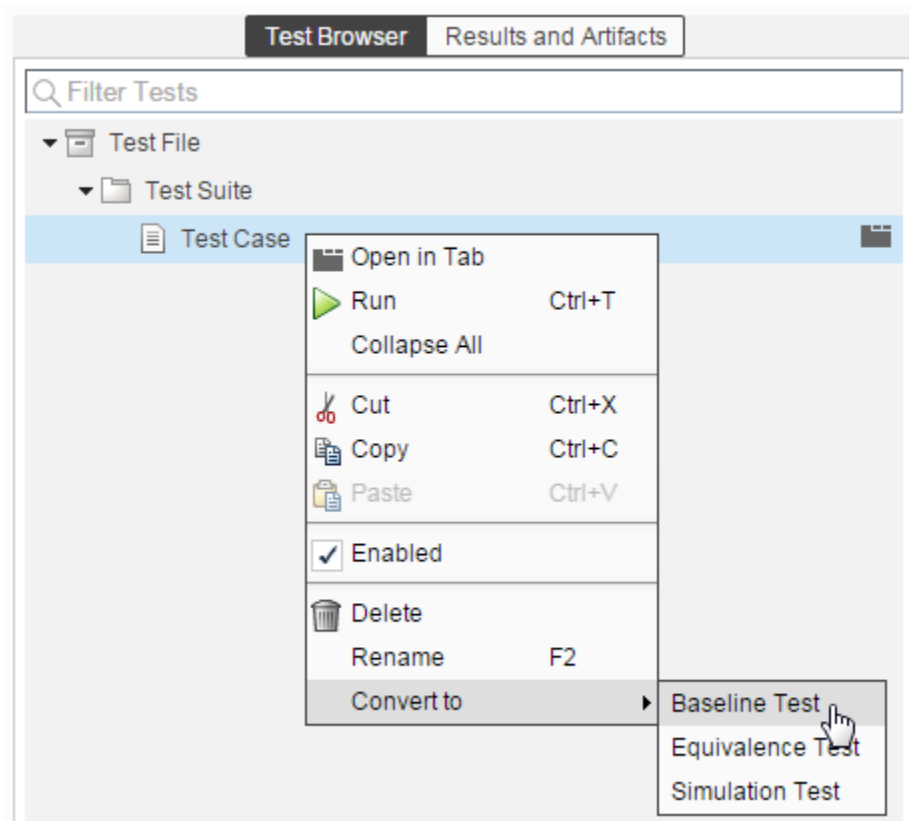 Test Browser Results and Artifacts
Filter Tests
Test File
Test Suite
Test Case
Open in Tab
Run Ctrl+T
Collapse All
Cut Ctrl+X
Copy Ctrl+C
Paste Ctrl+V
Enabled
Delete
Rename F2
Convert to
Baseline Test
Equivalence Test
Simulation Test